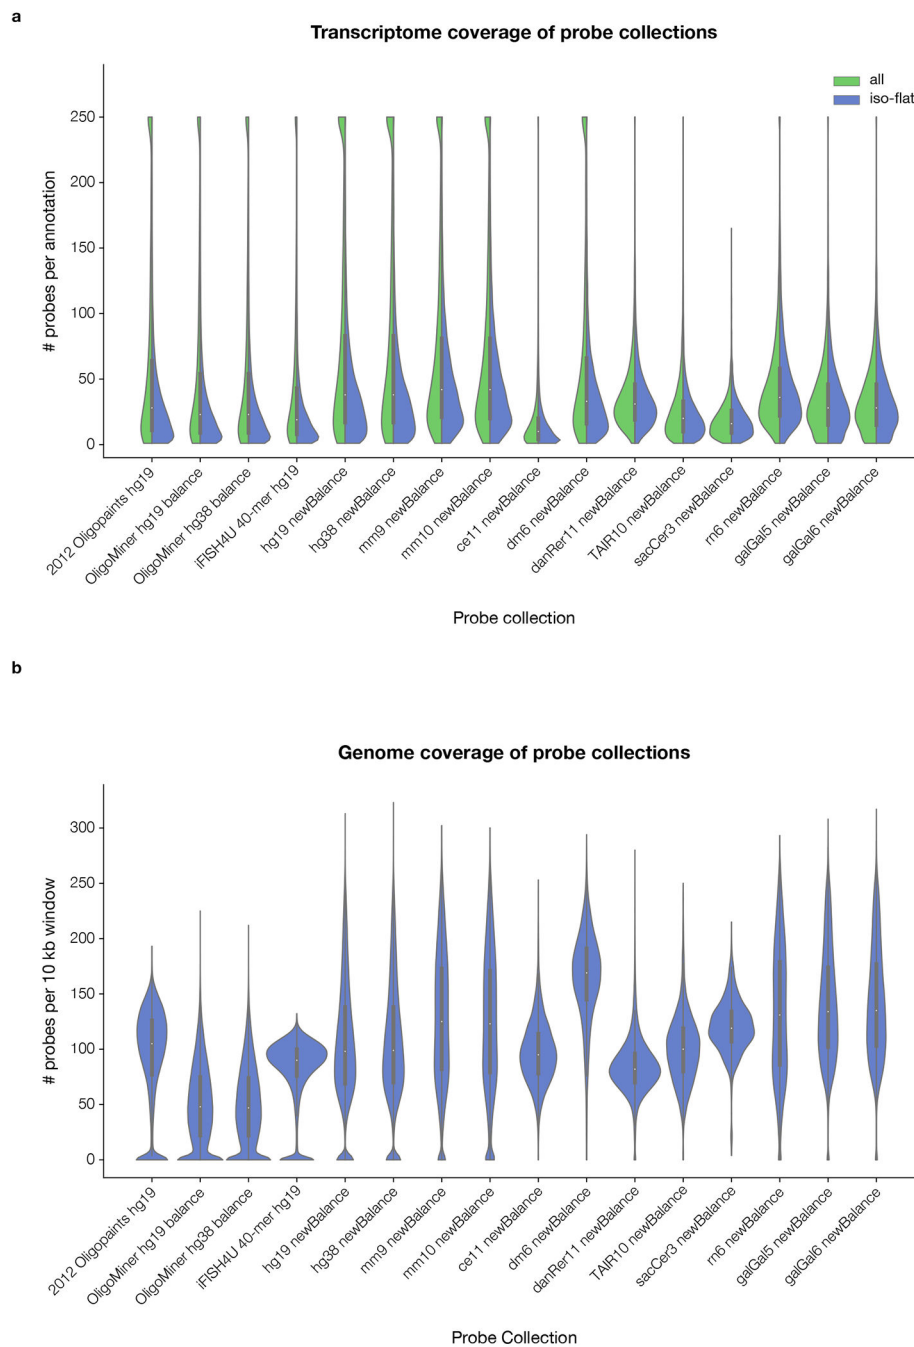 a
Transcriptome coverage of probe collections
all
iso-flat
# probes per annotation
250
200
150
100
50
0
2012 Oligopaints hg19
OligoMiner hg19 balance
OligoMiner hg38 balance
iFISH4U 40-mer hg19
hg19 newBalance
hg38 newBalance
mm9 newBalance
mm10 newBalance
ce11 newBalance
dm6 newBalance
danRer11 newBalance
TAIR10 newBalance
sacCer3 newBalance
rn6 newBalance
galGal5 newBalance
galGal6 newBalance
Probe collection
b
Genome coverage of probe collections
# probes per 10 kb window
300
250
200
150
100
50
0
2012 Oligopaints hg19
OligoMiner hg19 balance
OligoMiner hg38 balance
iFISH4U 40-mer hg19
hg19 newBalance
hg38 newBalance
mm9 newBalance
mm10 newBalance
ce11 newBalance
dm6 newBalance
danRer11 newBalance
TAIR10 newBalance
sacCer3 newBalance
rn6 newBalance
galGal5 newBalance
galGal6 newBalance
Probe Collection